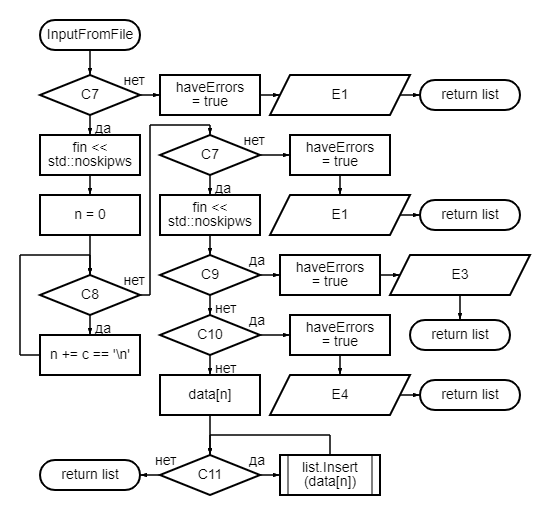 InputFromFile
C7
нет
haveErrors
= true
E1
return list
да
fin <<
std::noskipws
n = 0
C8
нет
да
n += c == '\n'
C7
нет
haveErrors
= true
E1
return list
да
fin <<
std::noskipws
C9
да
haveErrors
= true
E3
return list
нет
C10
да
haveErrors
= true
E4
return list
нет
data[n]
C11
нет
return list
да
list.Insert
(data[n])